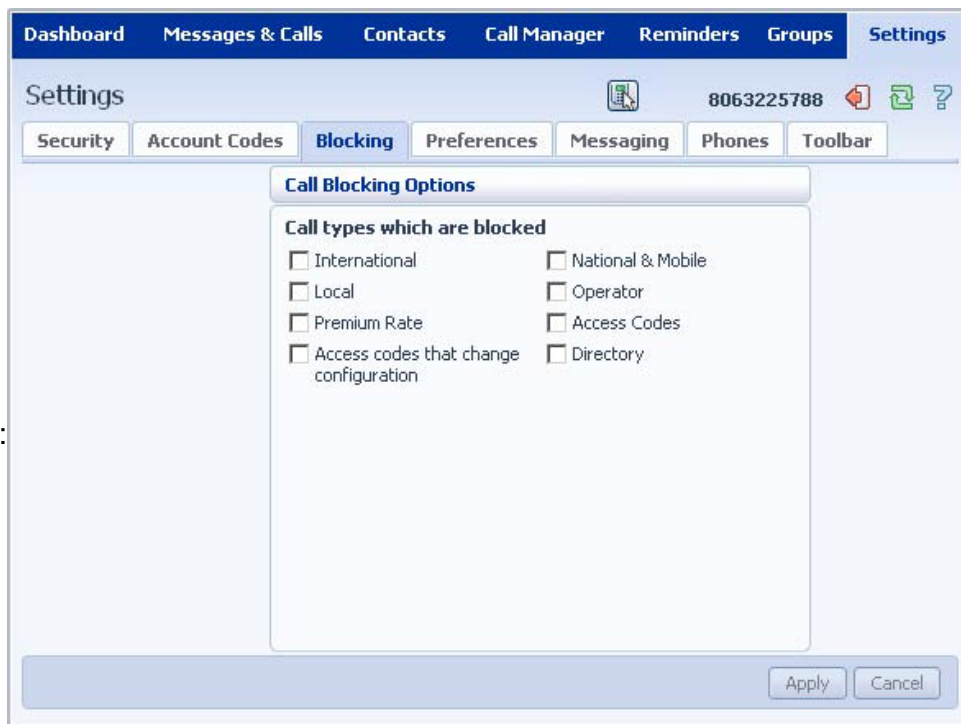 Dashboard Messages & Calls Contacts Call Manager Reminders Groups Settings
Settings 8063225788
Security Account Codes Blocking Preferences Messaging Phones Toolbar
Call Blocking Options
Call types which are blocked
International National & Mobile
Local Operator
Premium Rate Access Codes
Access codes that change Directory
configuration
:
Apply Cancel